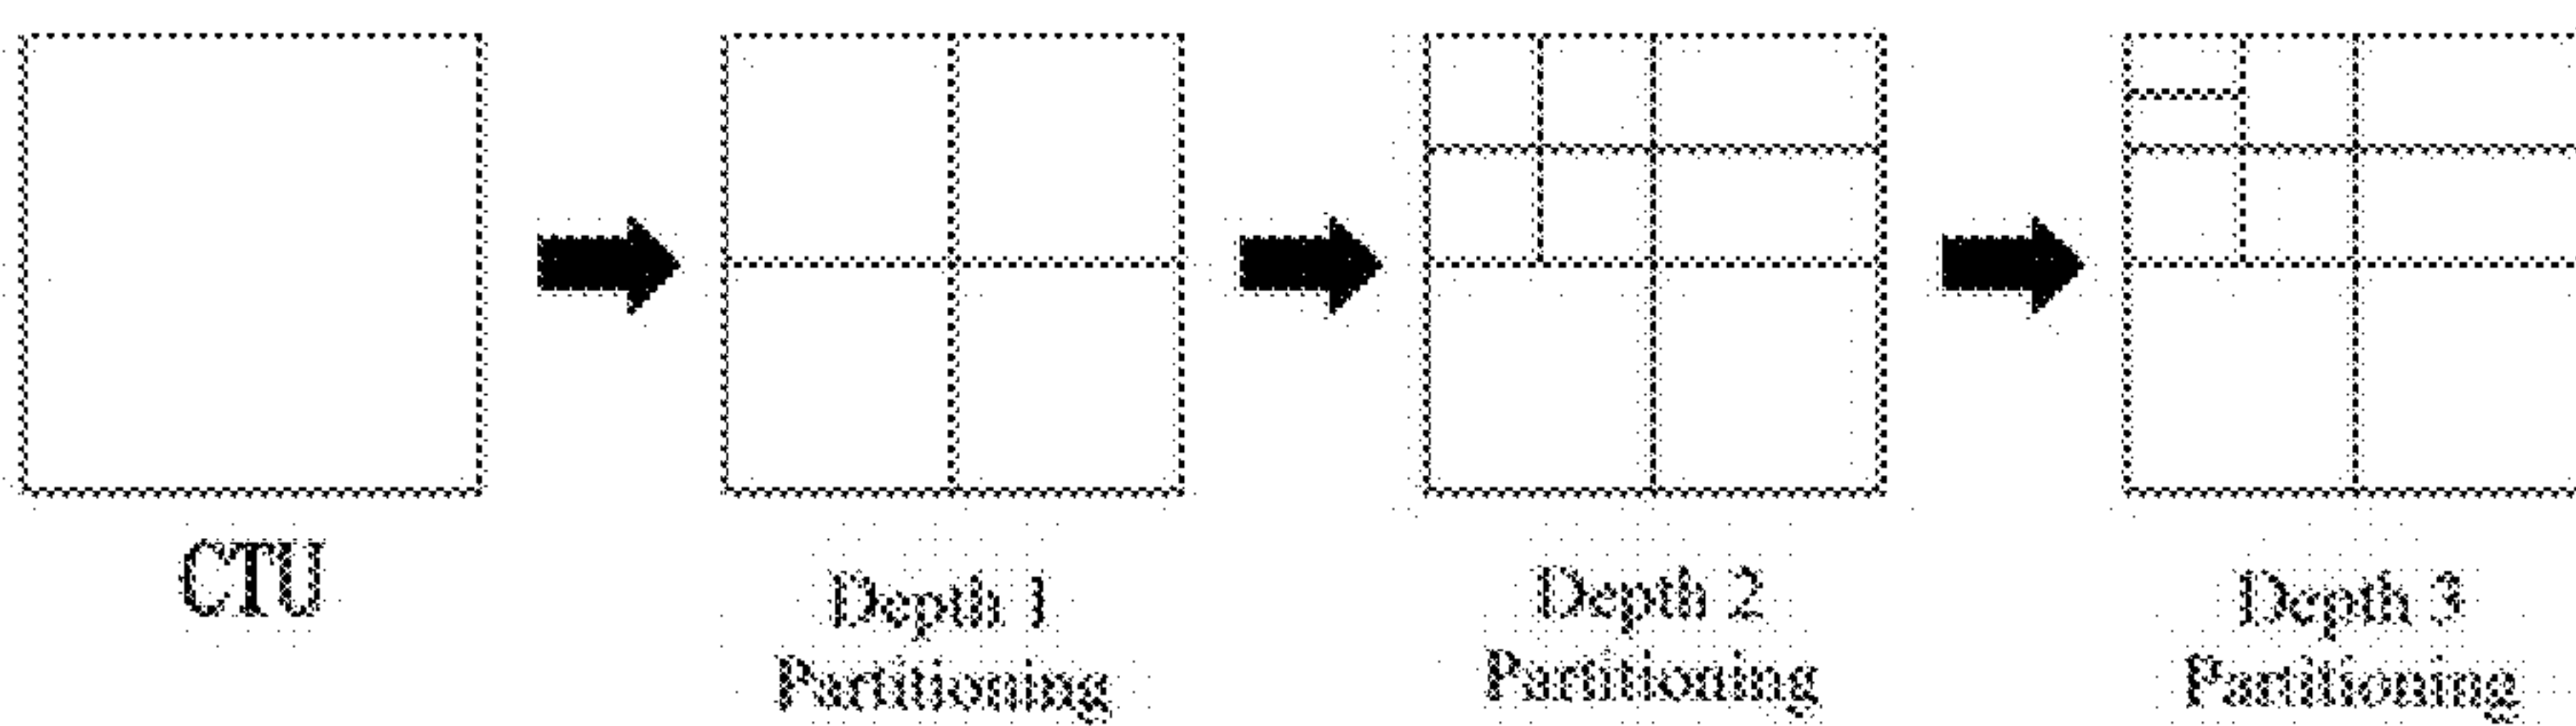 CTU
Depth 1
Partitioning
Depth 2
Partitioning
Depth 3
Partitioning